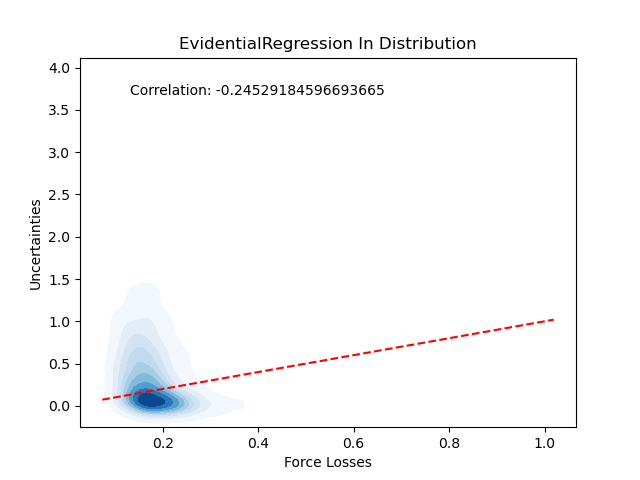 EvidentialRegression In Distribution
Correlation: -0.24529184596693665
4.0
3.5
3.0
2.5
2.0
1.5
1.0
0.5
0.0
Uncertainties
0.2 0.4 0.6 0.8 1.0
Force Losses